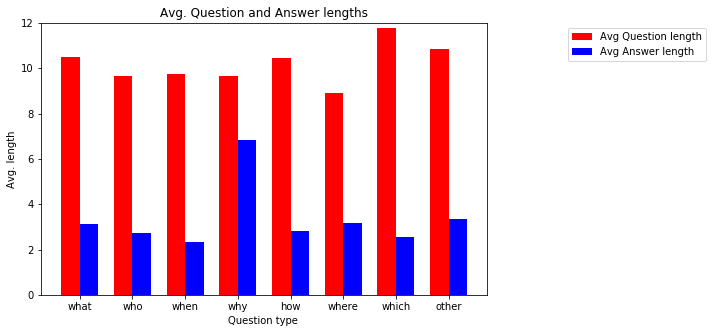 Avg. Question and Answer lengths
Avg Question length
Avg Answer length
Avg. length
12
10
8
6
4
2
0
what who when why how where which other
Question type